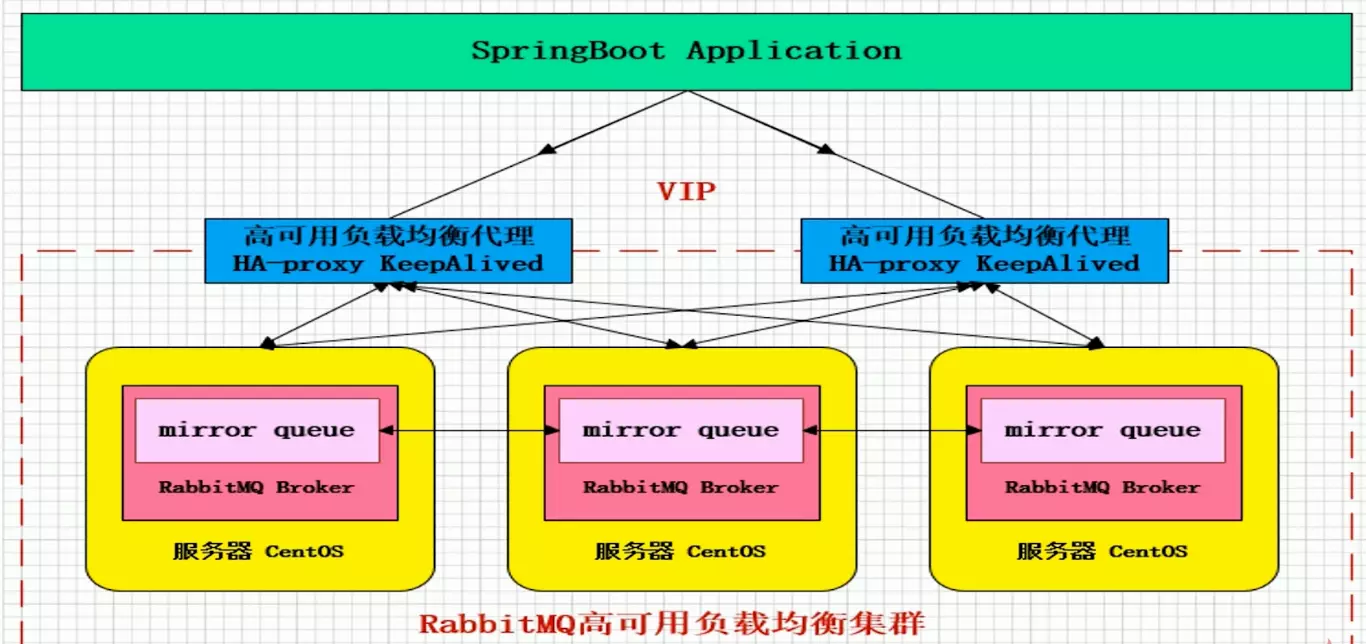 SpringBoot Application
VIP
高可用负载均衡代理
HA-proxy KeepAlived
高可用负载均衡代理
HA-proxy KeepAlived
mirror queue
RabbitMQ Broker
服务器 CentOS
mirror queue
RabbitMQ Broker
服务器 CentOS
mirror queue
RabbitMQ Broker
服务器 CentOS
RabbitMQ高可用负载均衡集群